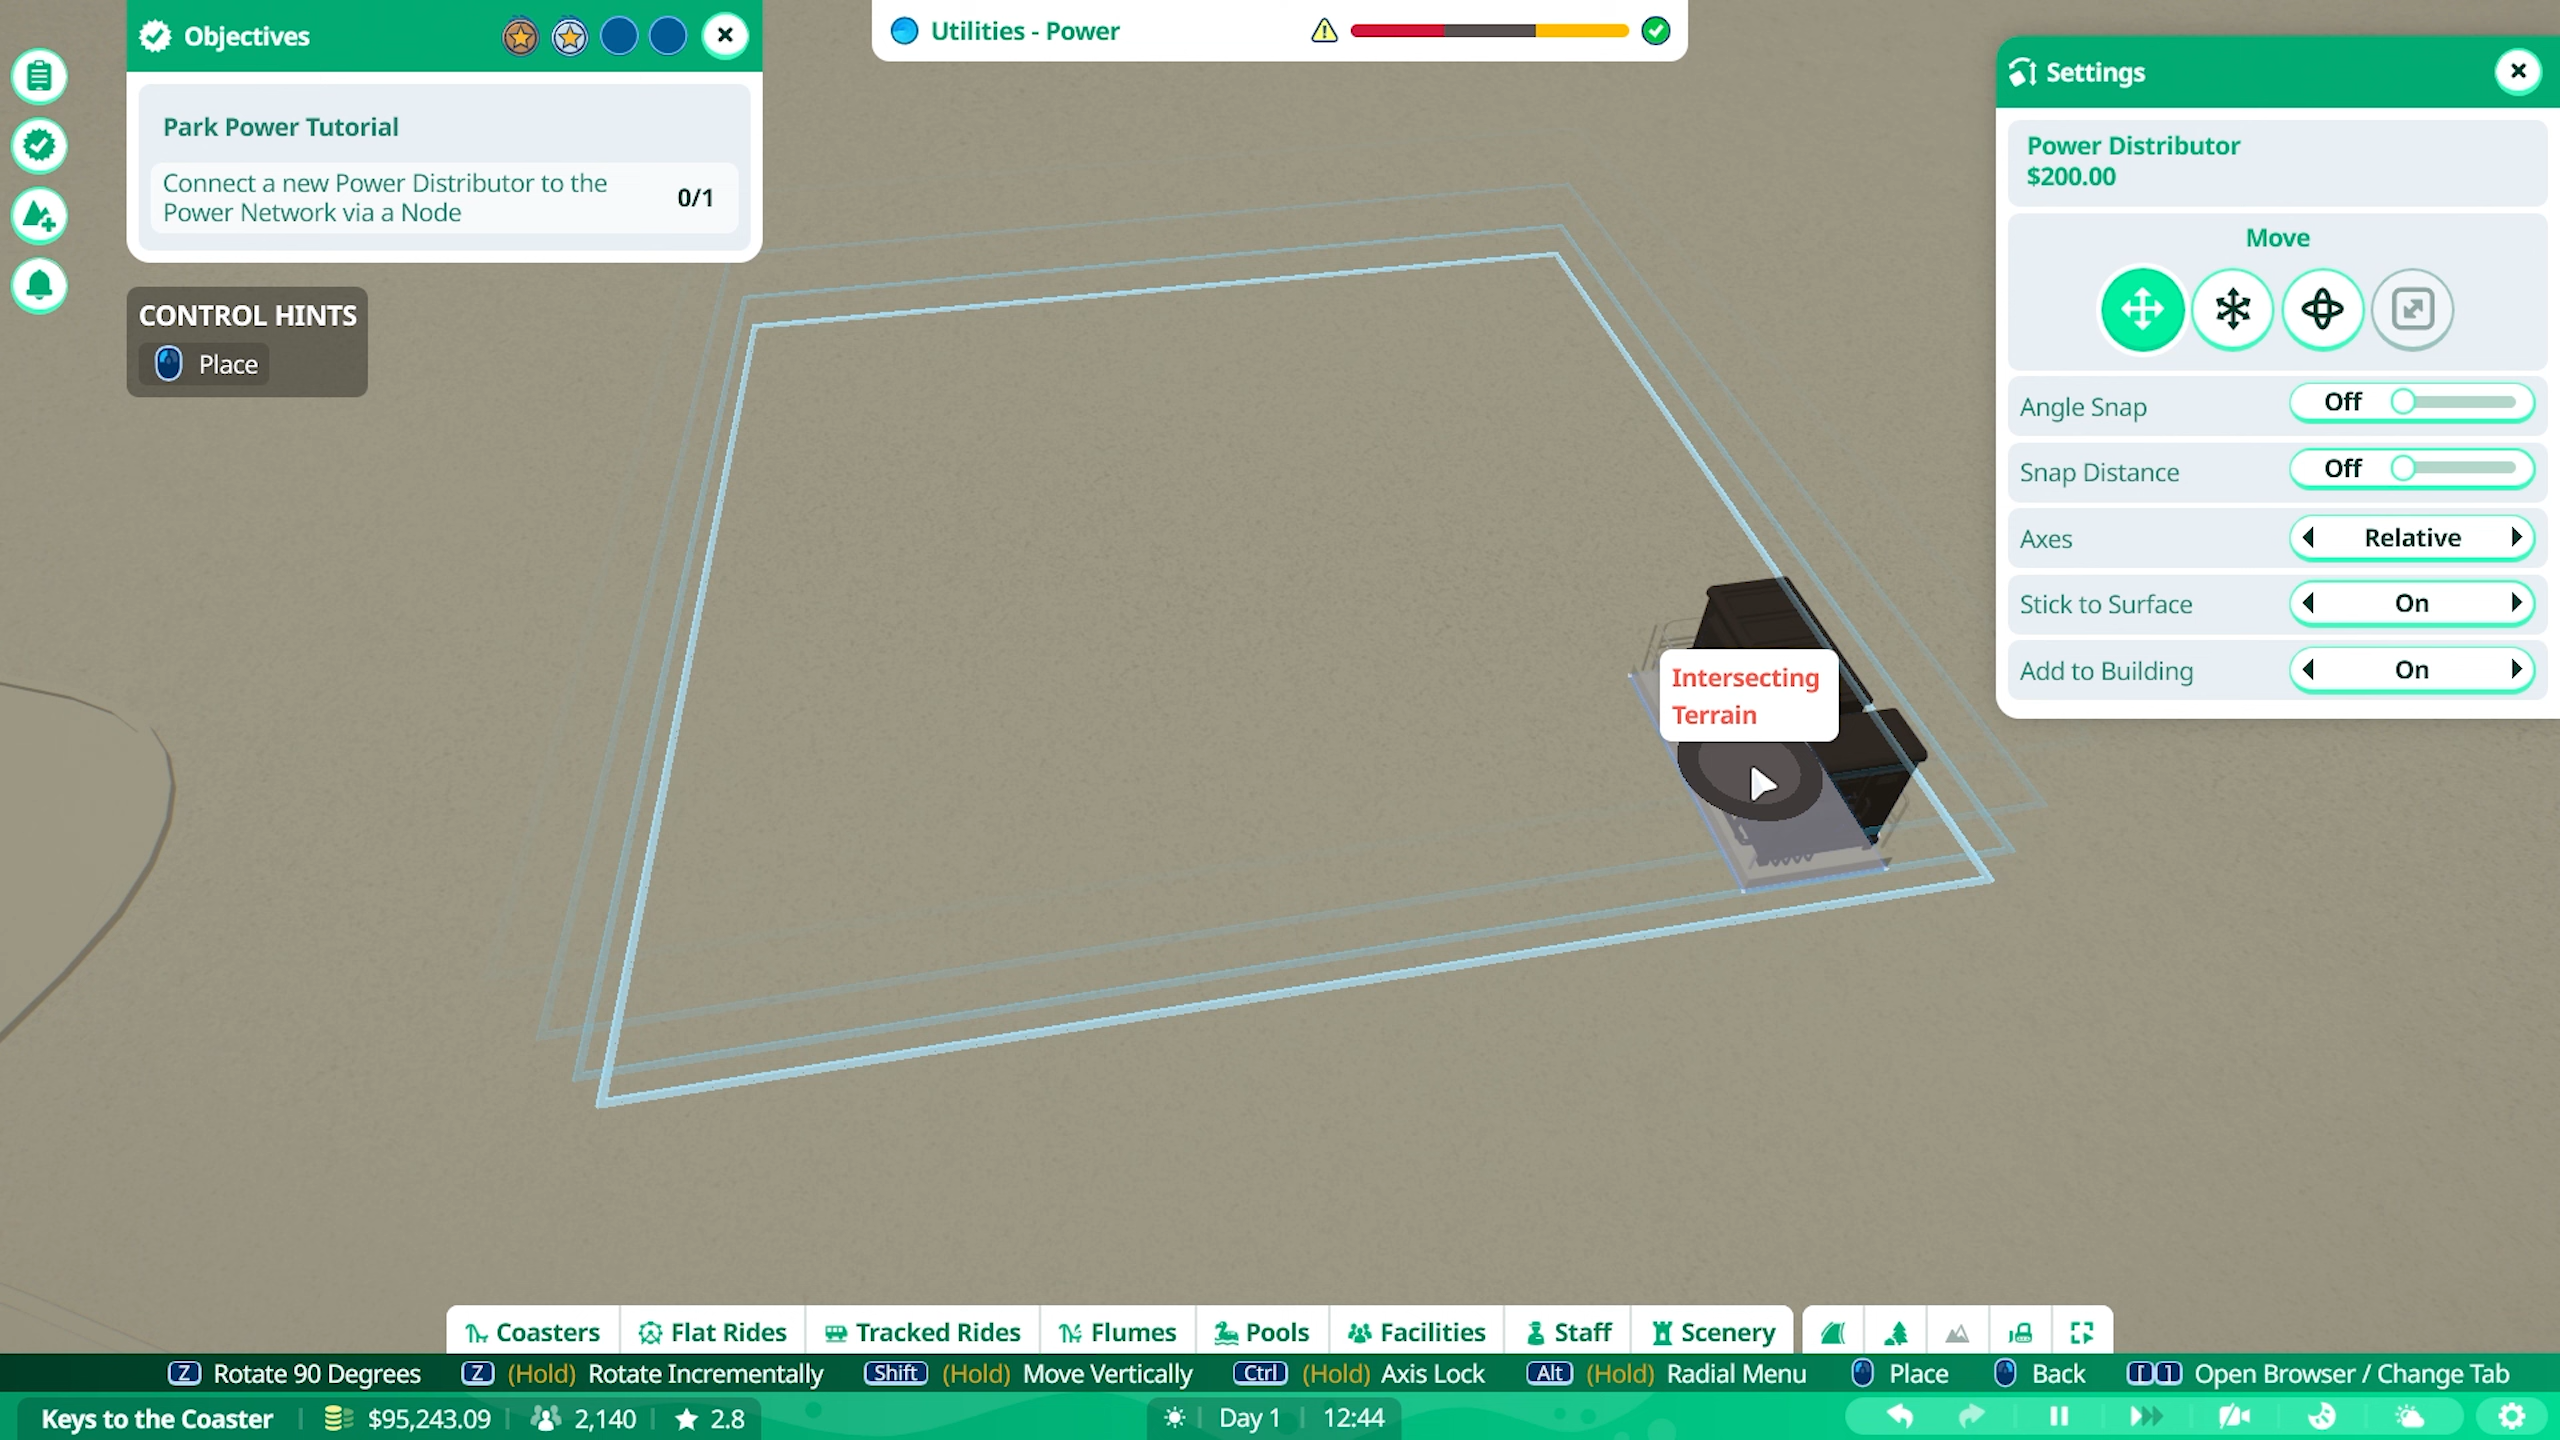 Objectives
Park Power Tutorial
Connect a new Power Distributor to the
Power Network via a Node
0/1
CONTROL HINTS
Place
Utilities - Power
Settings
Power Distributor
$200.00
Move
Angle Snap
Off
Snap Distance
Off
Axes
Relative
Stick to Surface
On
Add to Building
On
Intersecting
Terrain
Coasters
Flat Rides
Tracked Rides
Flumes
Pools
Facilities
Staff
Scenery
Z Rotate 90 Degrees
Z (Hold) Rotate Incrementally
Shift (Hold) Move Vertically
Ctrl (Hold) Axis Lock
Alt (Hold) Radial Menu
Place
Back
[ ] Open Browser / Change Tab
Keys to the Coaster
$95,243.09
2,140
2.8
Day 1
12:44